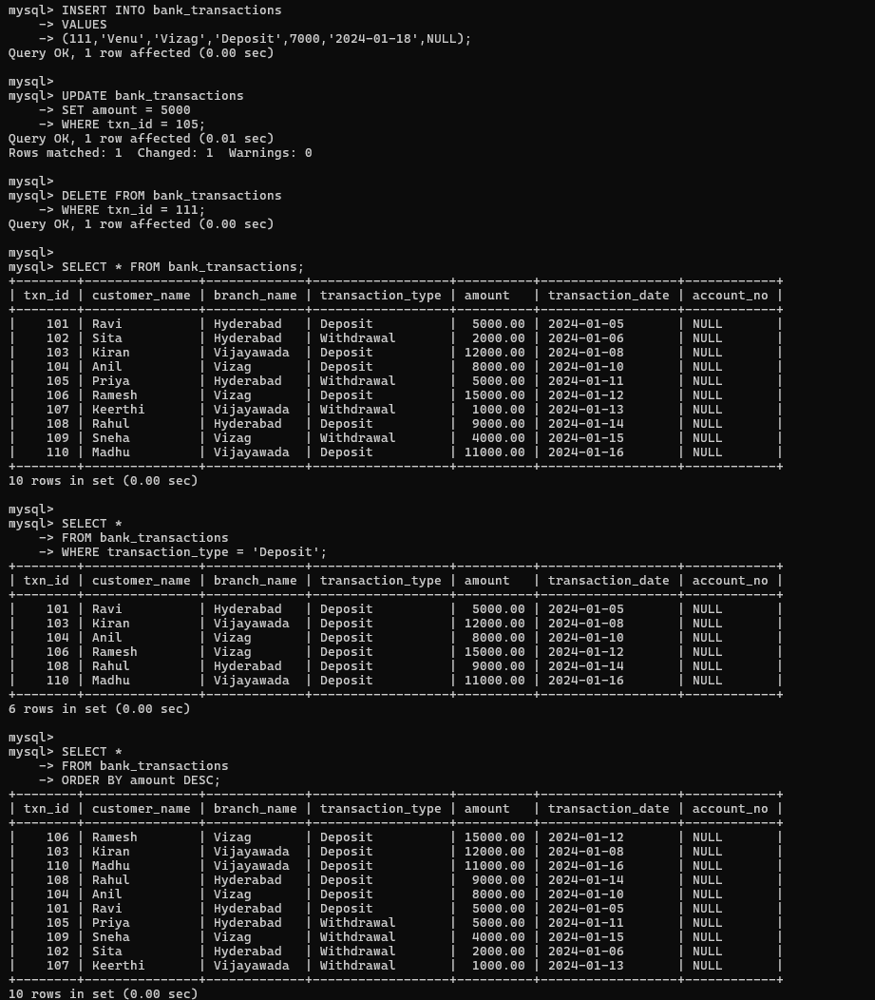 mysql> INSERT INTO bank_transactions
    -> VALUES
    -> (111,'Venu','Vizag','Deposit',7000,'2024-01-18',NULL);
Query OK, 1 row affected (0.00 sec)

mysql>
mysql> UPDATE bank_transactions
    -> SET amount = 5000
    -> WHERE txn_id = 105;
Query OK, 1 row affected (0.01 sec)
Rows matched: 1  Changed: 1  Warnings: 0

mysql>
mysql> DELETE FROM bank_transactions
    -> WHERE txn_id = 111;
Query OK, 1 row affected (0.00 sec)

mysql>
mysql> SELECT * FROM bank_transactions;
+--------+---------------+-------------+------------------+----------+------------------+------------+
| txn_id | customer_name | branch_name | transaction_type | amount   | transaction_date | account_no |
+--------+---------------+-------------+------------------+----------+------------------+------------+
|    101 | Ravi          | Hyderabad   | Deposit          |  5000.00 | 2024-01-05       | NULL       |
|    102 | Sita          | Hyderabad   | Withdrawal       |  2000.00 | 2024-01-06       | NULL       |
|    103 | Kiran         | Vijayawada  | Deposit          | 12000.00 | 2024-01-08       | NULL       |
|    104 | Anil          | Vizag       | Deposit          |  8000.00 | 2024-01-10       | NULL       |
|    105 | Priya         | Hyderabad   | Withdrawal       |  5000.00 | 2024-01-11       | NULL       |
|    106 | Ramesh        | Vizag       | Deposit          | 15000.00 | 2024-01-12       | NULL       |
|    107 | Keerthi       | Vijayawada  | Withdrawal       |  1000.00 | 2024-01-13       | NULL       |
|    108 | Rahul         | Hyderabad   | Deposit          |  9000.00 | 2024-01-14       | NULL       |
|    109 | Sneha         | Vizag       | Withdrawal       |  4000.00 | 2024-01-15       | NULL       |
|    110 | Madhu         | Vijayawada  | Deposit          | 11000.00 | 2024-01-16       | NULL       |
+--------+---------------+-------------+------------------+----------+------------------+------------+
10 rows in set (0.00 sec)

mysql>
mysql> SELECT *
    -> FROM bank_transactions
    -> WHERE transaction_type = 'Deposit';
+--------+---------------+-------------+------------------+----------+------------------+------------+
| txn_id | customer_name | branch_name | transaction_type | amount   | transaction_date | account_no |
+--------+---------------+-------------+------------------+----------+------------------+------------+
|    101 | Ravi          | Hyderabad   | Deposit          |  5000.00 | 2024-01-05       | NULL       |
|    103 | Kiran         | Vijayawada  | Deposit          | 12000.00 | 2024-01-08       | NULL       |
|    104 | Anil          | Vizag       | Deposit          |  8000.00 | 2024-01-10       | NULL       |
|    106 | Ramesh        | Vizag       | Deposit          | 15000.00 | 2024-01-12       | NULL       |
|    108 | Rahul         | Hyderabad   | Deposit          |  9000.00 | 2024-01-14       | NULL       |
|    110 | Madhu         | Vijayawada  | Deposit          | 11000.00 | 2024-01-16       | NULL       |
+--------+---------------+-------------+------------------+----------+------------------+------------+
6 rows in set (0.00 sec)

mysql>
mysql> SELECT *
    -> FROM bank_transactions
    -> ORDER BY amount DESC;
+--------+---------------+-------------+------------------+----------+------------------+------------+
| txn_id | customer_name | branch_name | transaction_type | amount   | transaction_date | account_no |
+--------+---------------+-------------+------------------+----------+------------------+------------+
|    106 | Ramesh        | Vizag       | Deposit          | 15000.00 | 2024-01-12       | NULL       |
|    103 | Kiran         | Vijayawada  | Deposit          | 12000.00 | 2024-01-08       | NULL       |
|    110 | Madhu         | Vijayawada  | Deposit          | 11000.00 | 2024-01-16       | NULL       |
|    108 | Rahul         | Hyderabad   | Deposit          |  9000.00 | 2024-01-14       | NULL       |
|    104 | Anil          | Vizag       | Deposit          |  8000.00 | 2024-01-10       | NULL       |
|    101 | Ravi          | Hyderabad   | Deposit          |  5000.00 | 2024-01-05       | NULL       |
|    105 | Priya         | Hyderabad   | Withdrawal       |  5000.00 | 2024-01-11       | NULL       |
|    109 | Sneha         | Vizag       | Withdrawal       |  4000.00 | 2024-01-15       | NULL       |
|    102 | Sita          | Hyderabad   | Withdrawal       |  2000.00 | 2024-01-06       | NULL       |
|    107 | Keerthi       | Vijayawada  | Withdrawal       |  1000.00 | 2024-01-13       | NULL       |
+--------+---------------+-------------+------------------+----------+------------------+------------+
10 rows in set (0.00 sec)